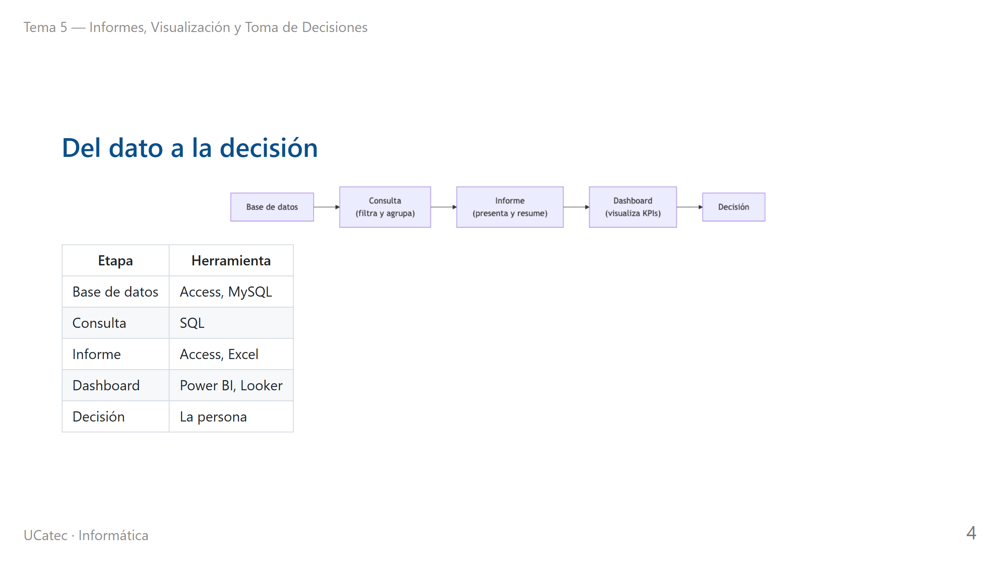 Tema 5 — Informes, Visualización y Toma de Decisiones
Del dato a la decisión
Base de datos
Consulta
(filtra y agrupa)
Informe
(presenta y resume)
Dashboard
(visualiza KPIs)
Decisión
Etapa Herramienta
Base de datos Access, MySQL
Consulta SQL
Informe Access, Excel
Dashboard Power BI, Looker
Decisión La persona
UCatec · Informática
4